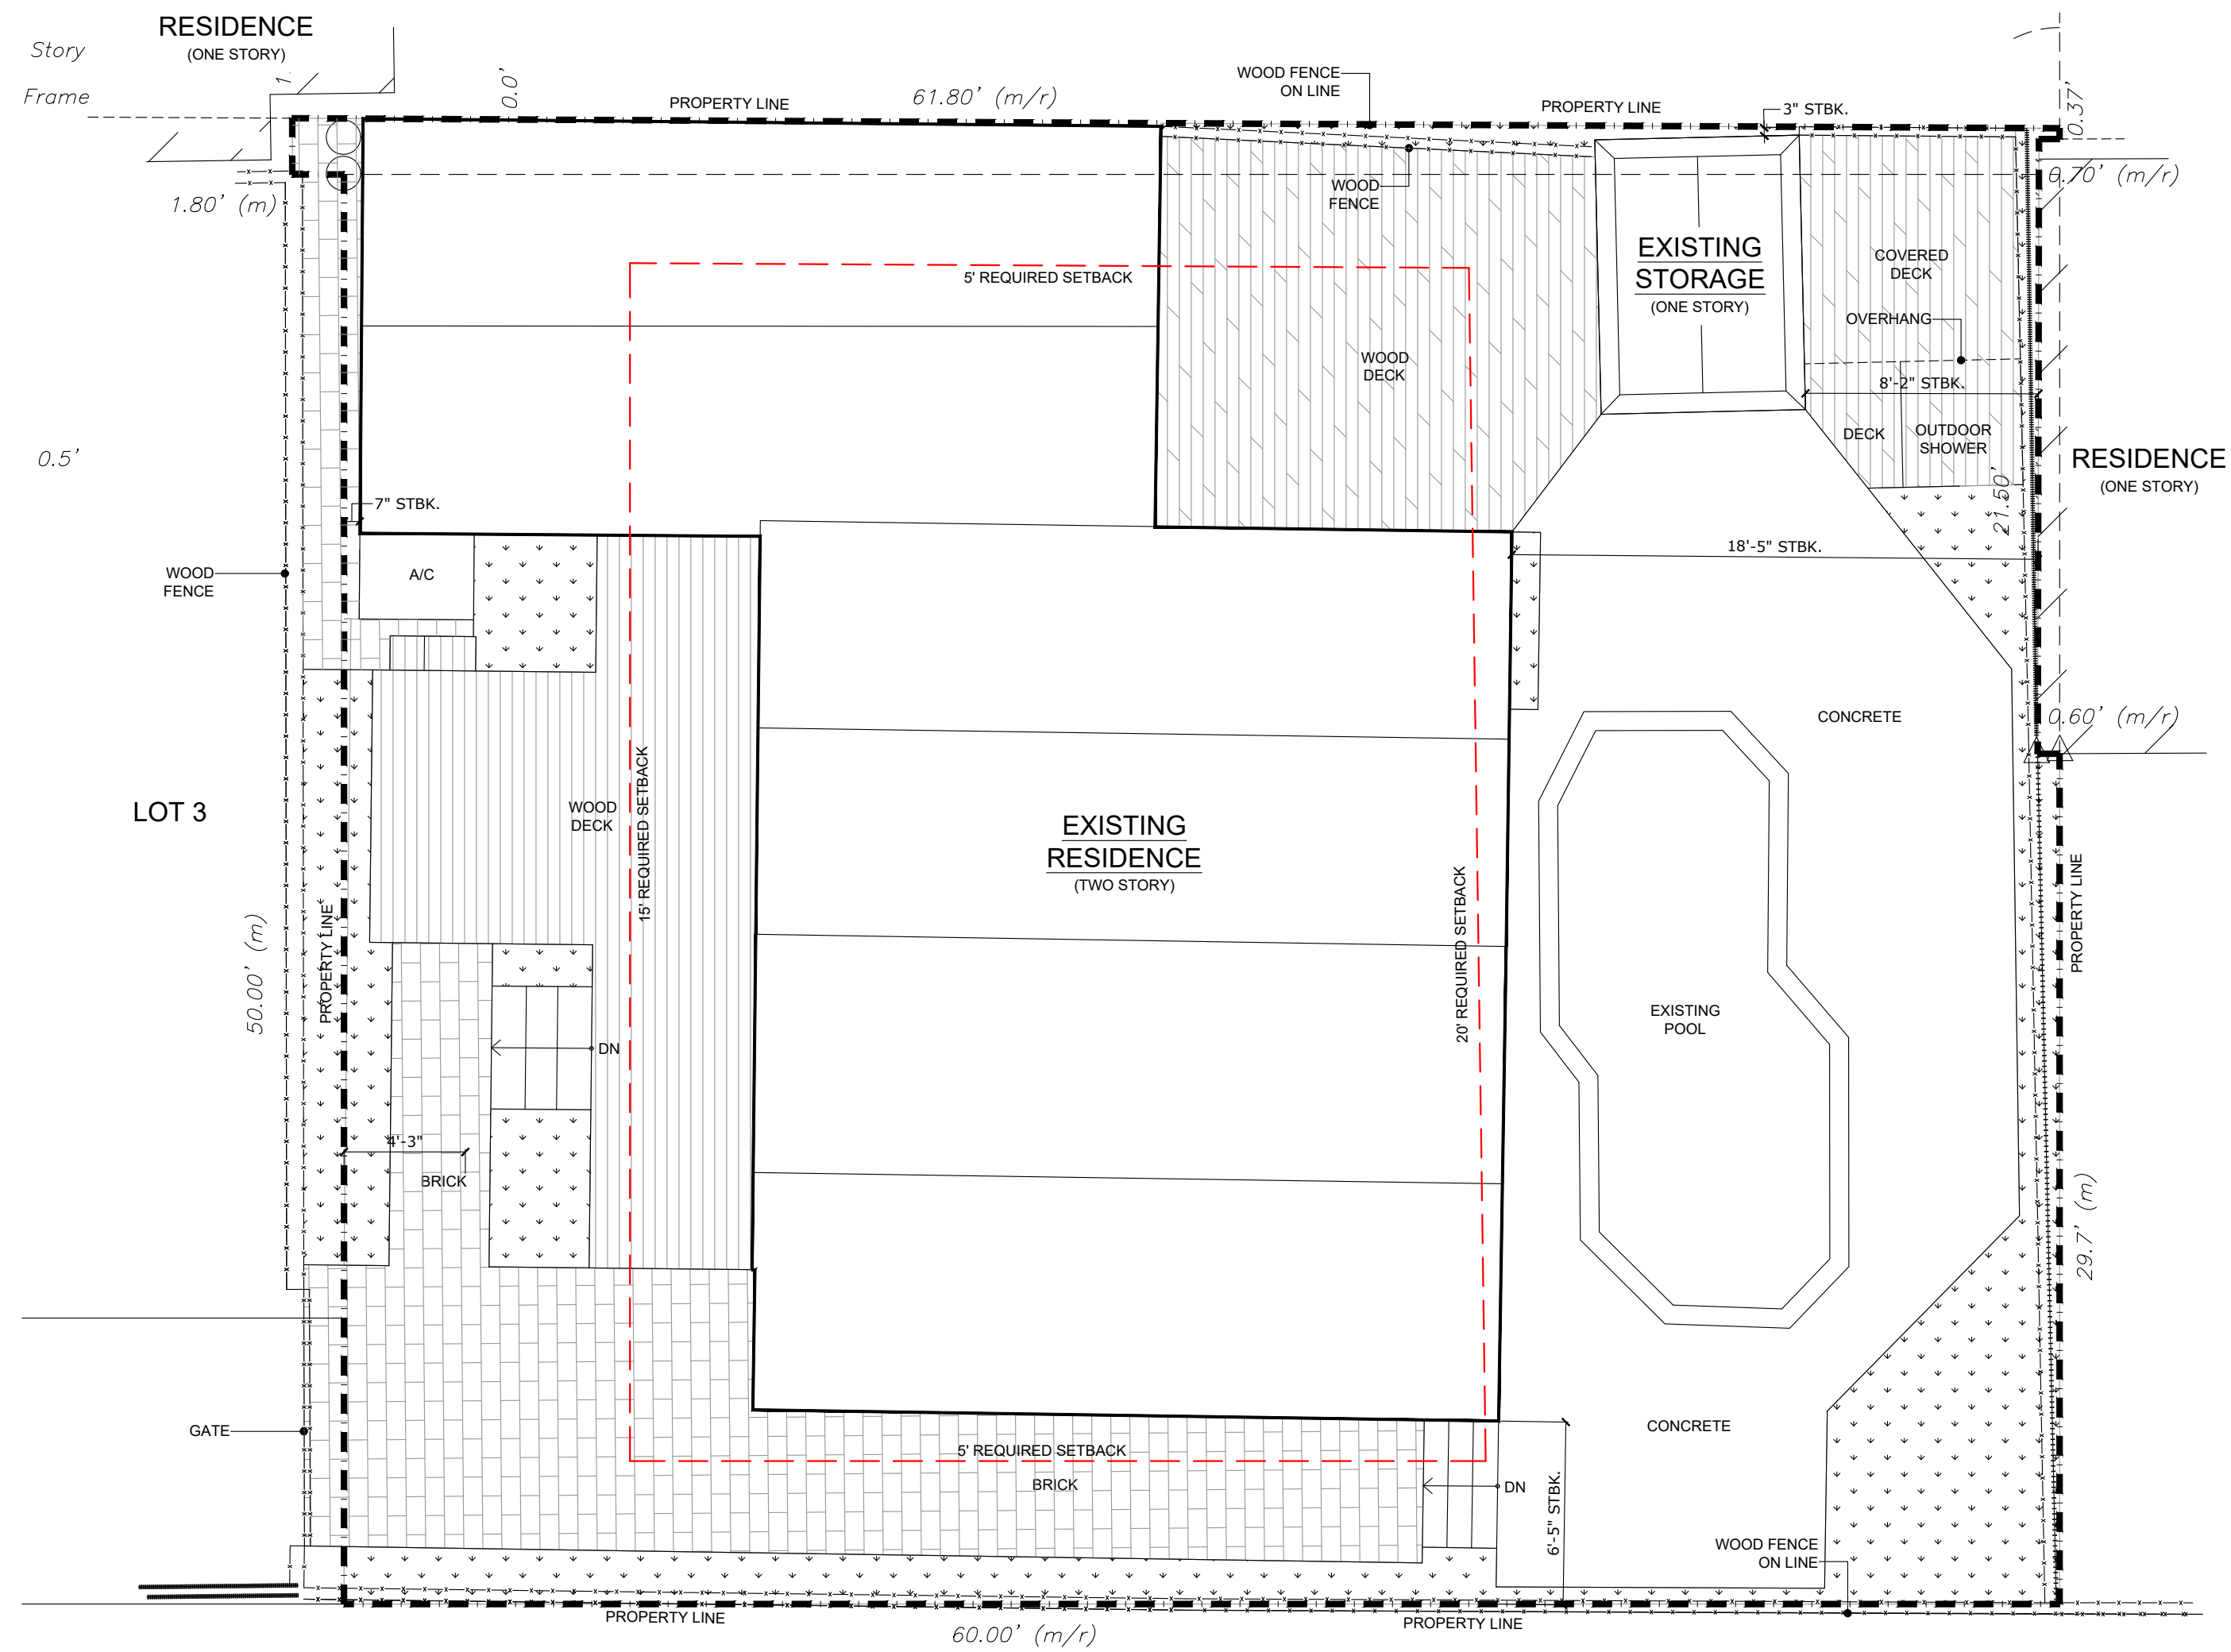 RESIDENCE
(ONE STORY)
Story
Frame
0.0'
PROPERTY LINE
61.80' (m/r)
WOOD FENCE
ON LINE
PROPERTY LINE
3" STBK.
0.37'
1.80' (m)
0.70' (m/r)
WOOD
FENCE
EXISTING
STORAGE
(ONE STORY)
COVERED
DECK
5' REQUIRED SETBACK
OVERHANG
WOOD
DECK
8'-2" STBK.
DECK
OUTDOOR
SHOWER
RESIDENCE
(ONE STORY)
0.5'
7" STBK.
21.50'
18'-5" STBK.
WOOD
FENCE
A/C
CONCRETE
0.60' (m/r)
LOT 3
WOOD
DECK
15' REQUIRED SETBACK
EXISTING
RESIDENCE
(TWO STORY)
20' REQUIRED SETBACK
PROPERTY LINE
50.00' (m)
PROPERTY LINE
EXISTING
POOL
DN
4'-3"
BRICK
29.7' (m)
GATE
5' REQUIRED SETBACK
BRICK
CONCRETE
DN
6'-5" STBK.
WOOD FENCE
ON LINE
PROPERTY LINE
60.00' (m/r)
PROPERTY LINE